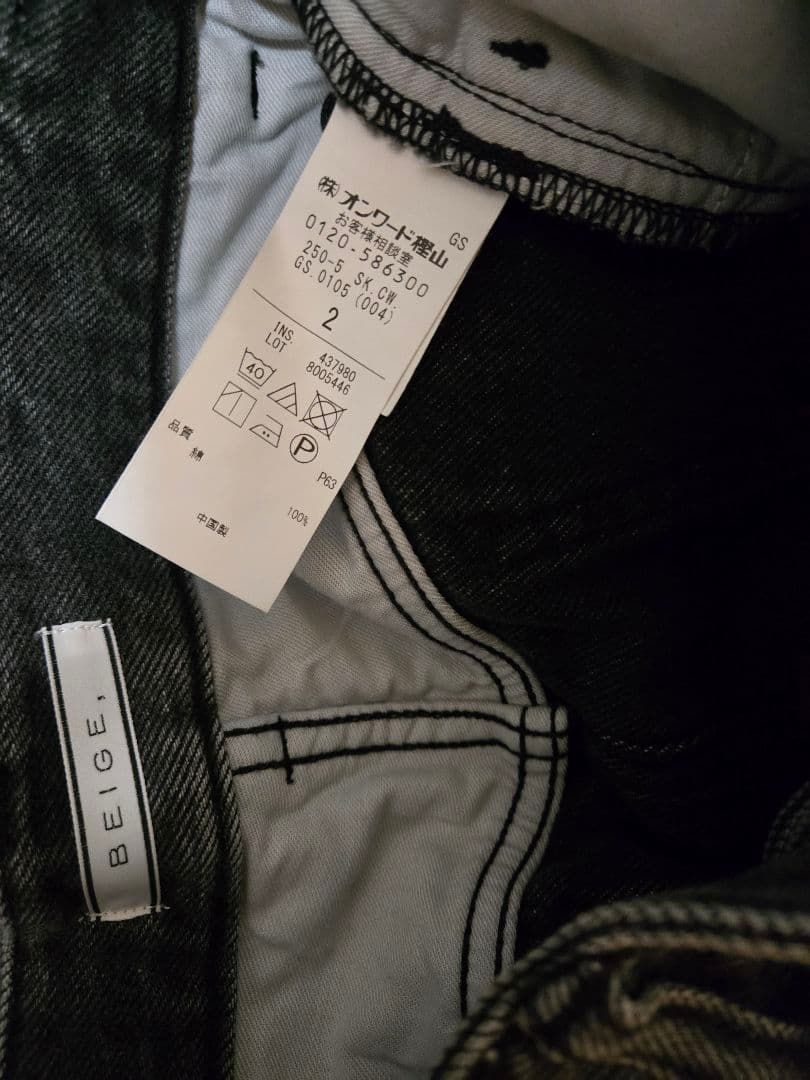 (株)オンワード樫山
お客様相談室 GS
0120-586300
250-5 SK.CW.
GS.0105 (004)
2
INS. 437980
LOT 8005446
40
P
品質
P63
綿 100%
中国製
BEIGE,